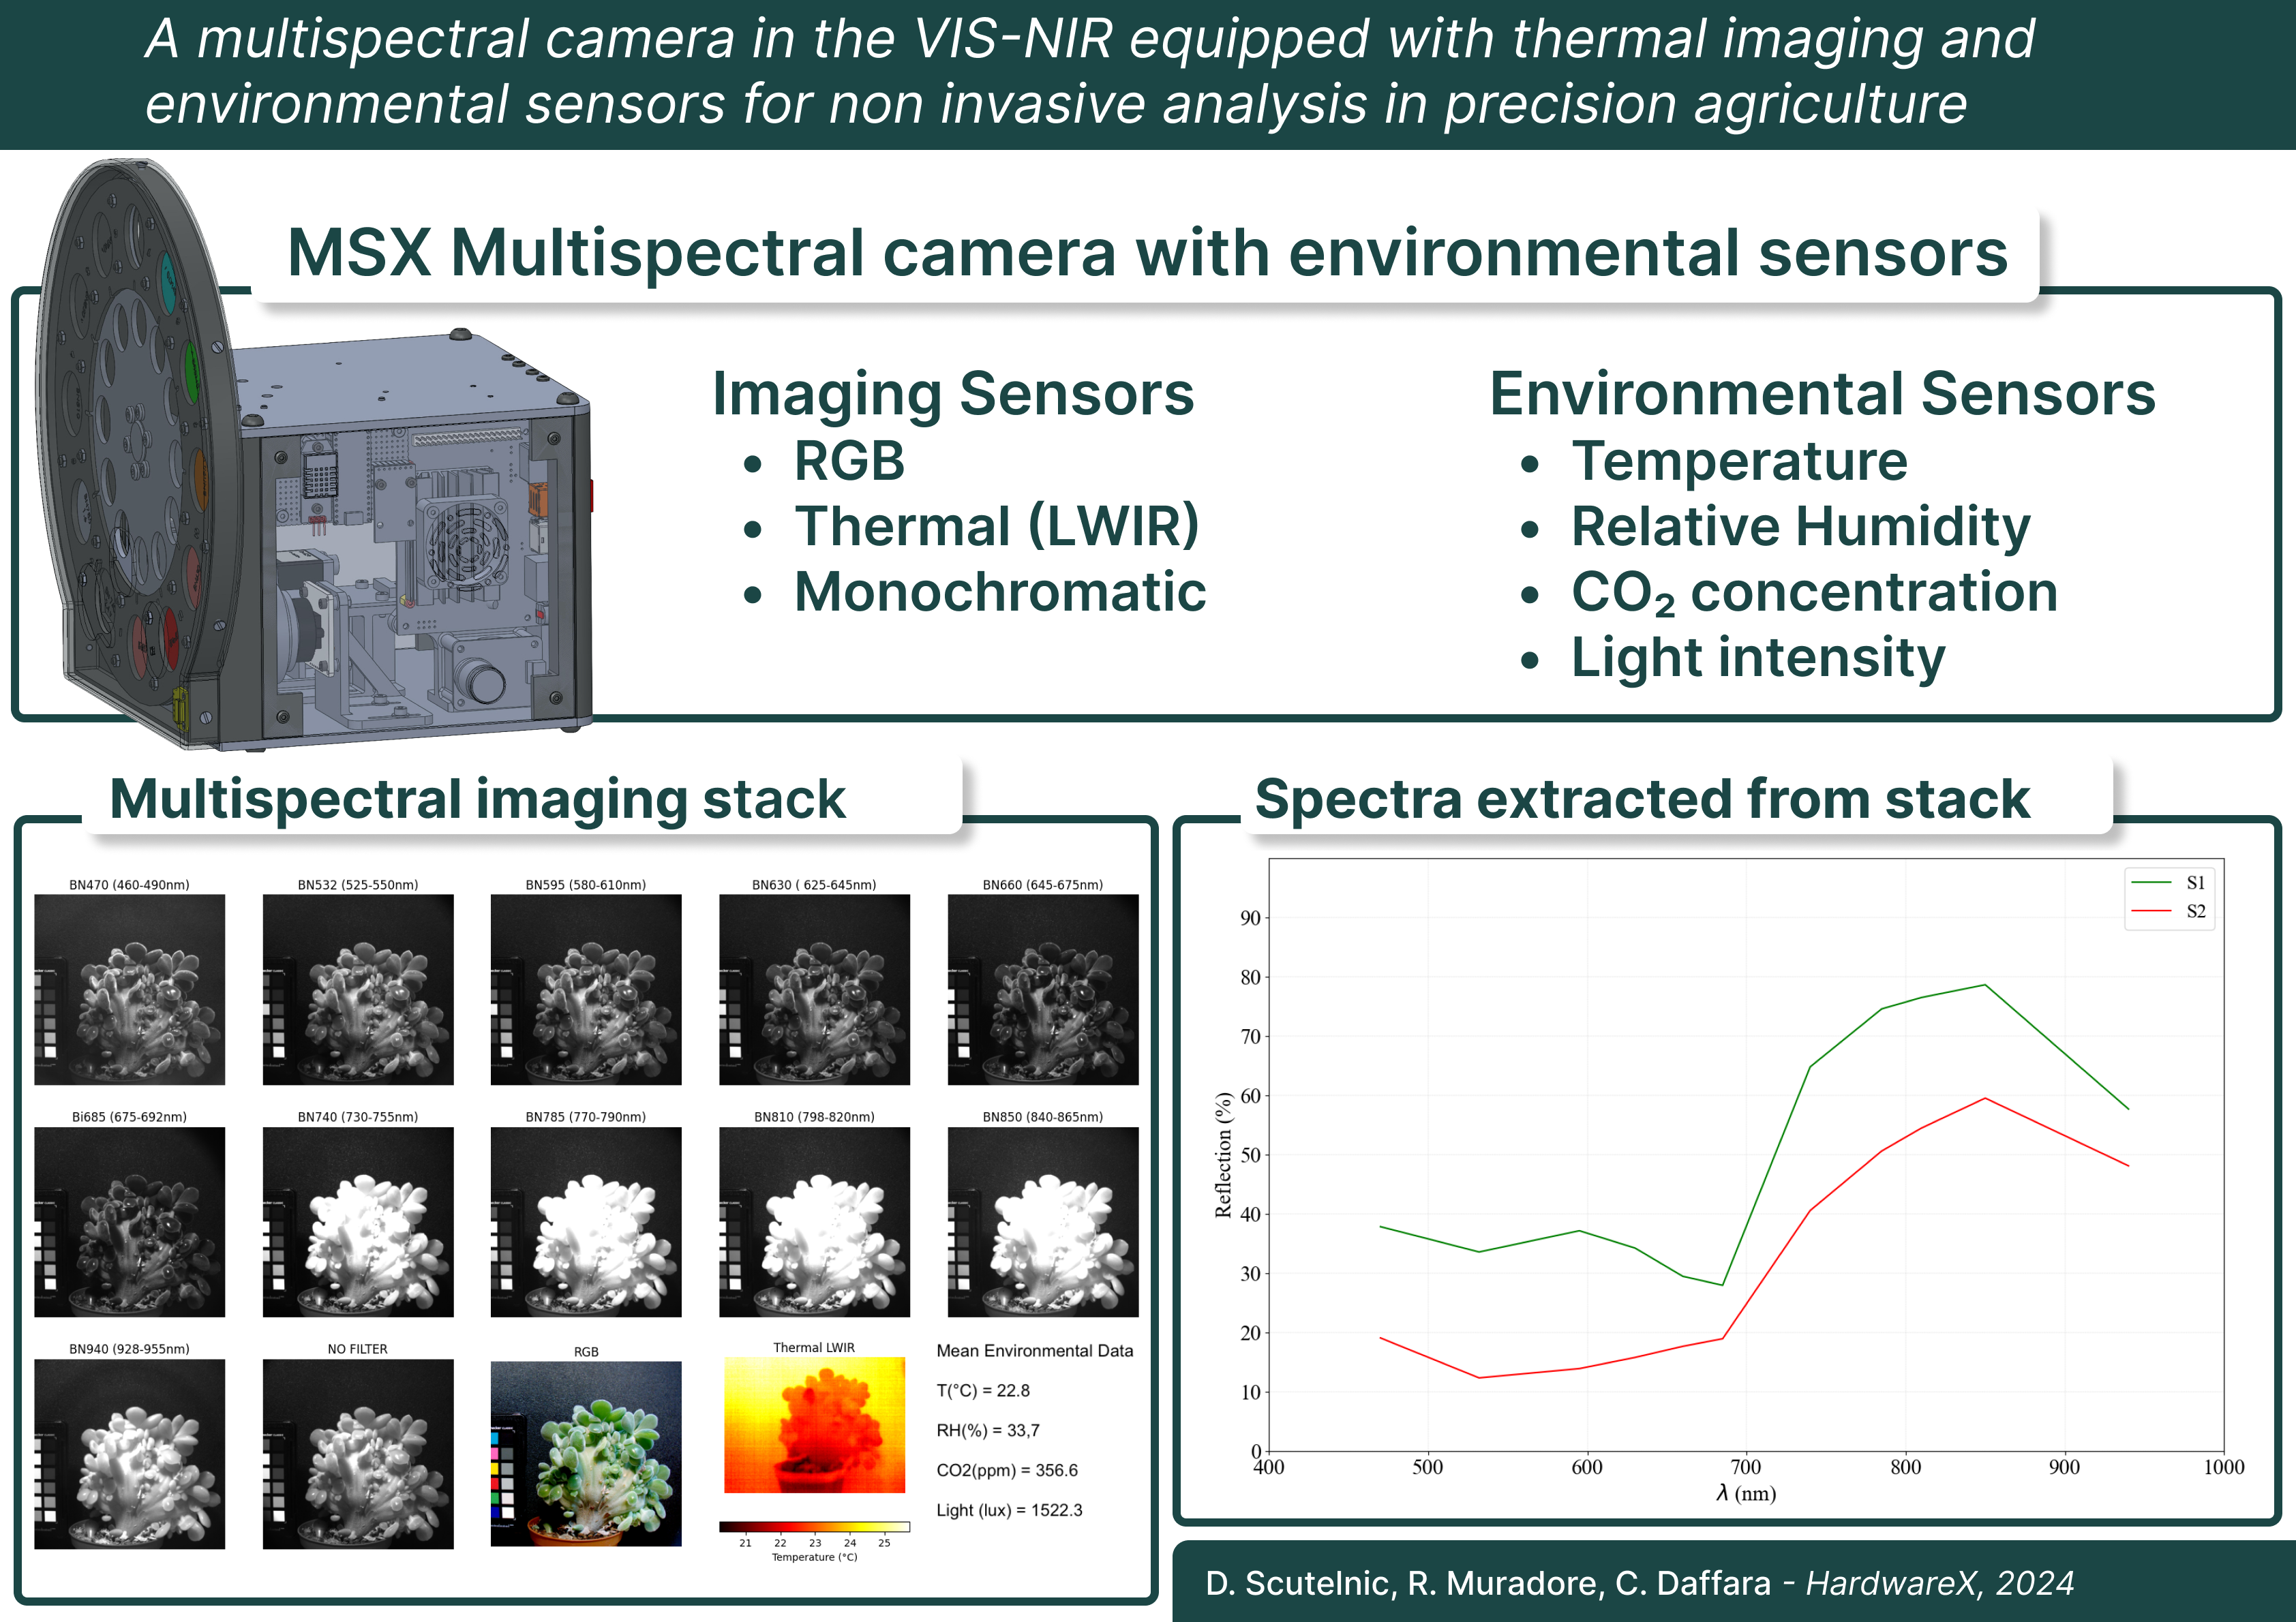 A multispectral camera in the VIS-NIR equipped with thermal imaging and
environmental sensors for non invasive analysis in precision agriculture
MSX Multispectral camera with environmental sensors
Imaging Sensors
• RGB
• Thermal (LWIR)
• Monochromatic
Environmental Sensors
• Temperature
• Relative Humidity
• CO₂ concentration
• Light intensity
Multispectral imaging stack
BN470 (460-490nm)
BN532 (525-550nm)
BN595 (580-610nm)
BN630 ( 625-645nm)
BN660 (645-675nm)
Bi685 (675-692nm)
BN740 (730-755nm)
BN785 (770-790nm)
BN810 (798-820nm)
BN850 (840-865nm)
BN940 (928-955nm)
NO FILTER
RGB
Thermal LWIR
21 22 23 24 25
Temperature (°C)
Mean Environmental Data
T(°C) = 22.8
RH(%) = 33,7
CO2(ppm) = 356.6
Light (lux) = 1522.3
Spectra extracted from stack
S1
S2
90
80
70
60
50
40
30
20
10
0
Reflection (%)
400 500 600 700 800 900 1000
λ (nm)
D. Scutelnic, R. Muradore, C. Daffara - HardwareX, 2024